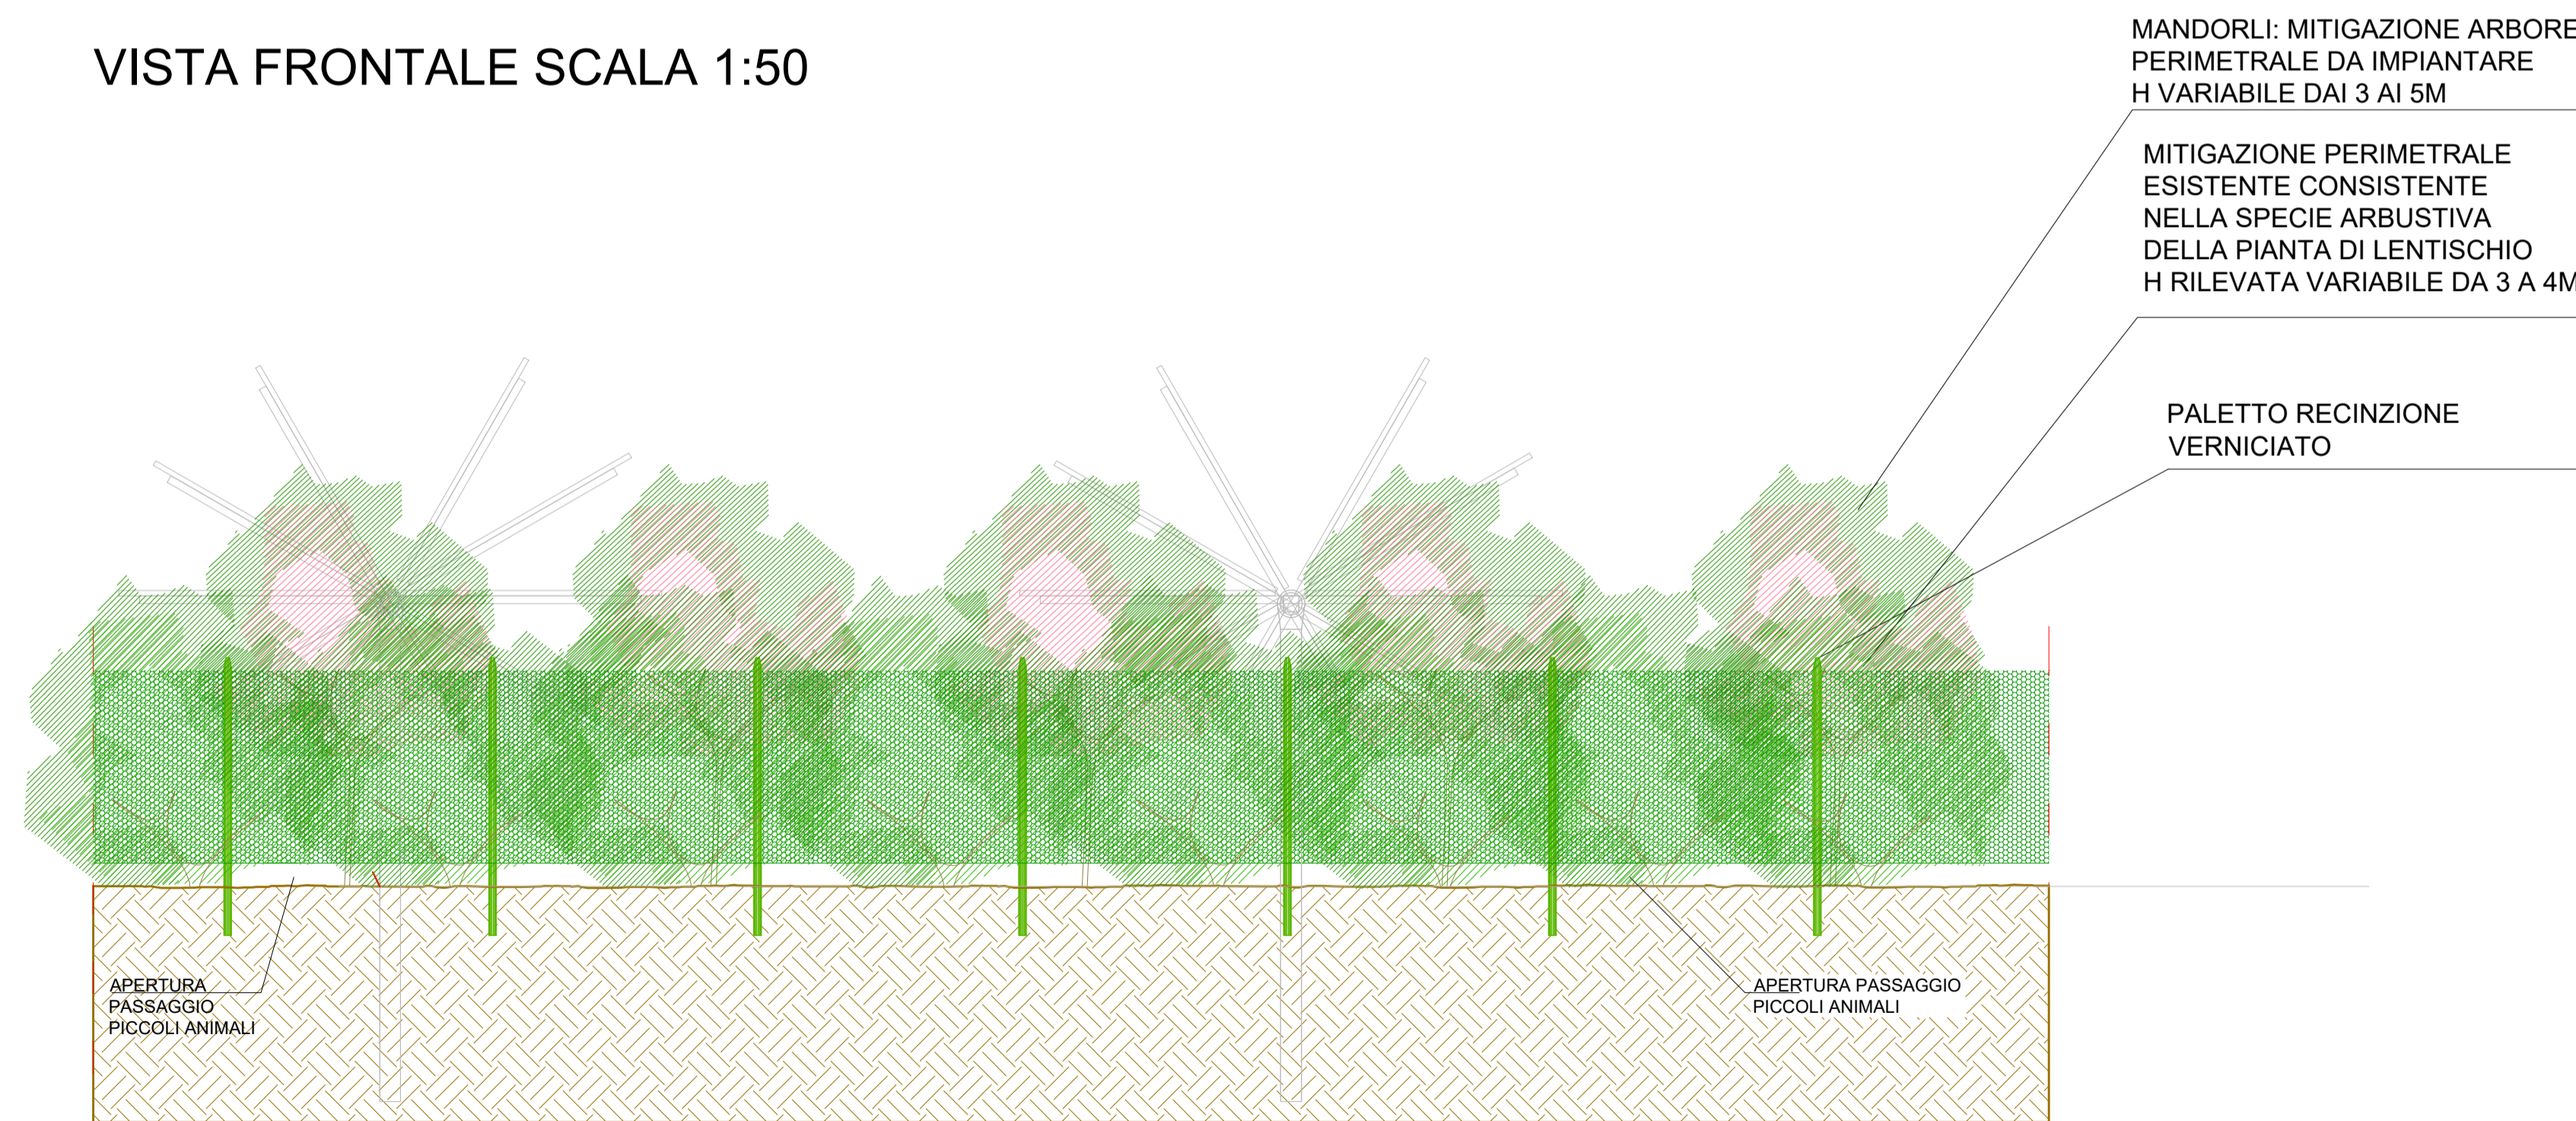 VISTA FRONTALE SCALA 1:50
MANDORLI: MITIGAZIONE ARBORE
PERIMETRALE DA IMPIANTARE
H VARIABILE DAI 3 AI 5M
MITIGAZIONE PERIMETRALE
ESISTENTE CONSISTENTE
NELLA SPECIE ARBUSTIVA
DELLA PIANTA DI LENTISCHIO
H RILEVATA VARIABILE DA 3 A 4M
PALETTO RECINZIONE
VERNICIATO
APERTURA
PASSAGGIO
PICCOLI ANIMALI
APERTURA PASSAGGIO
PICCOLI ANIMALI